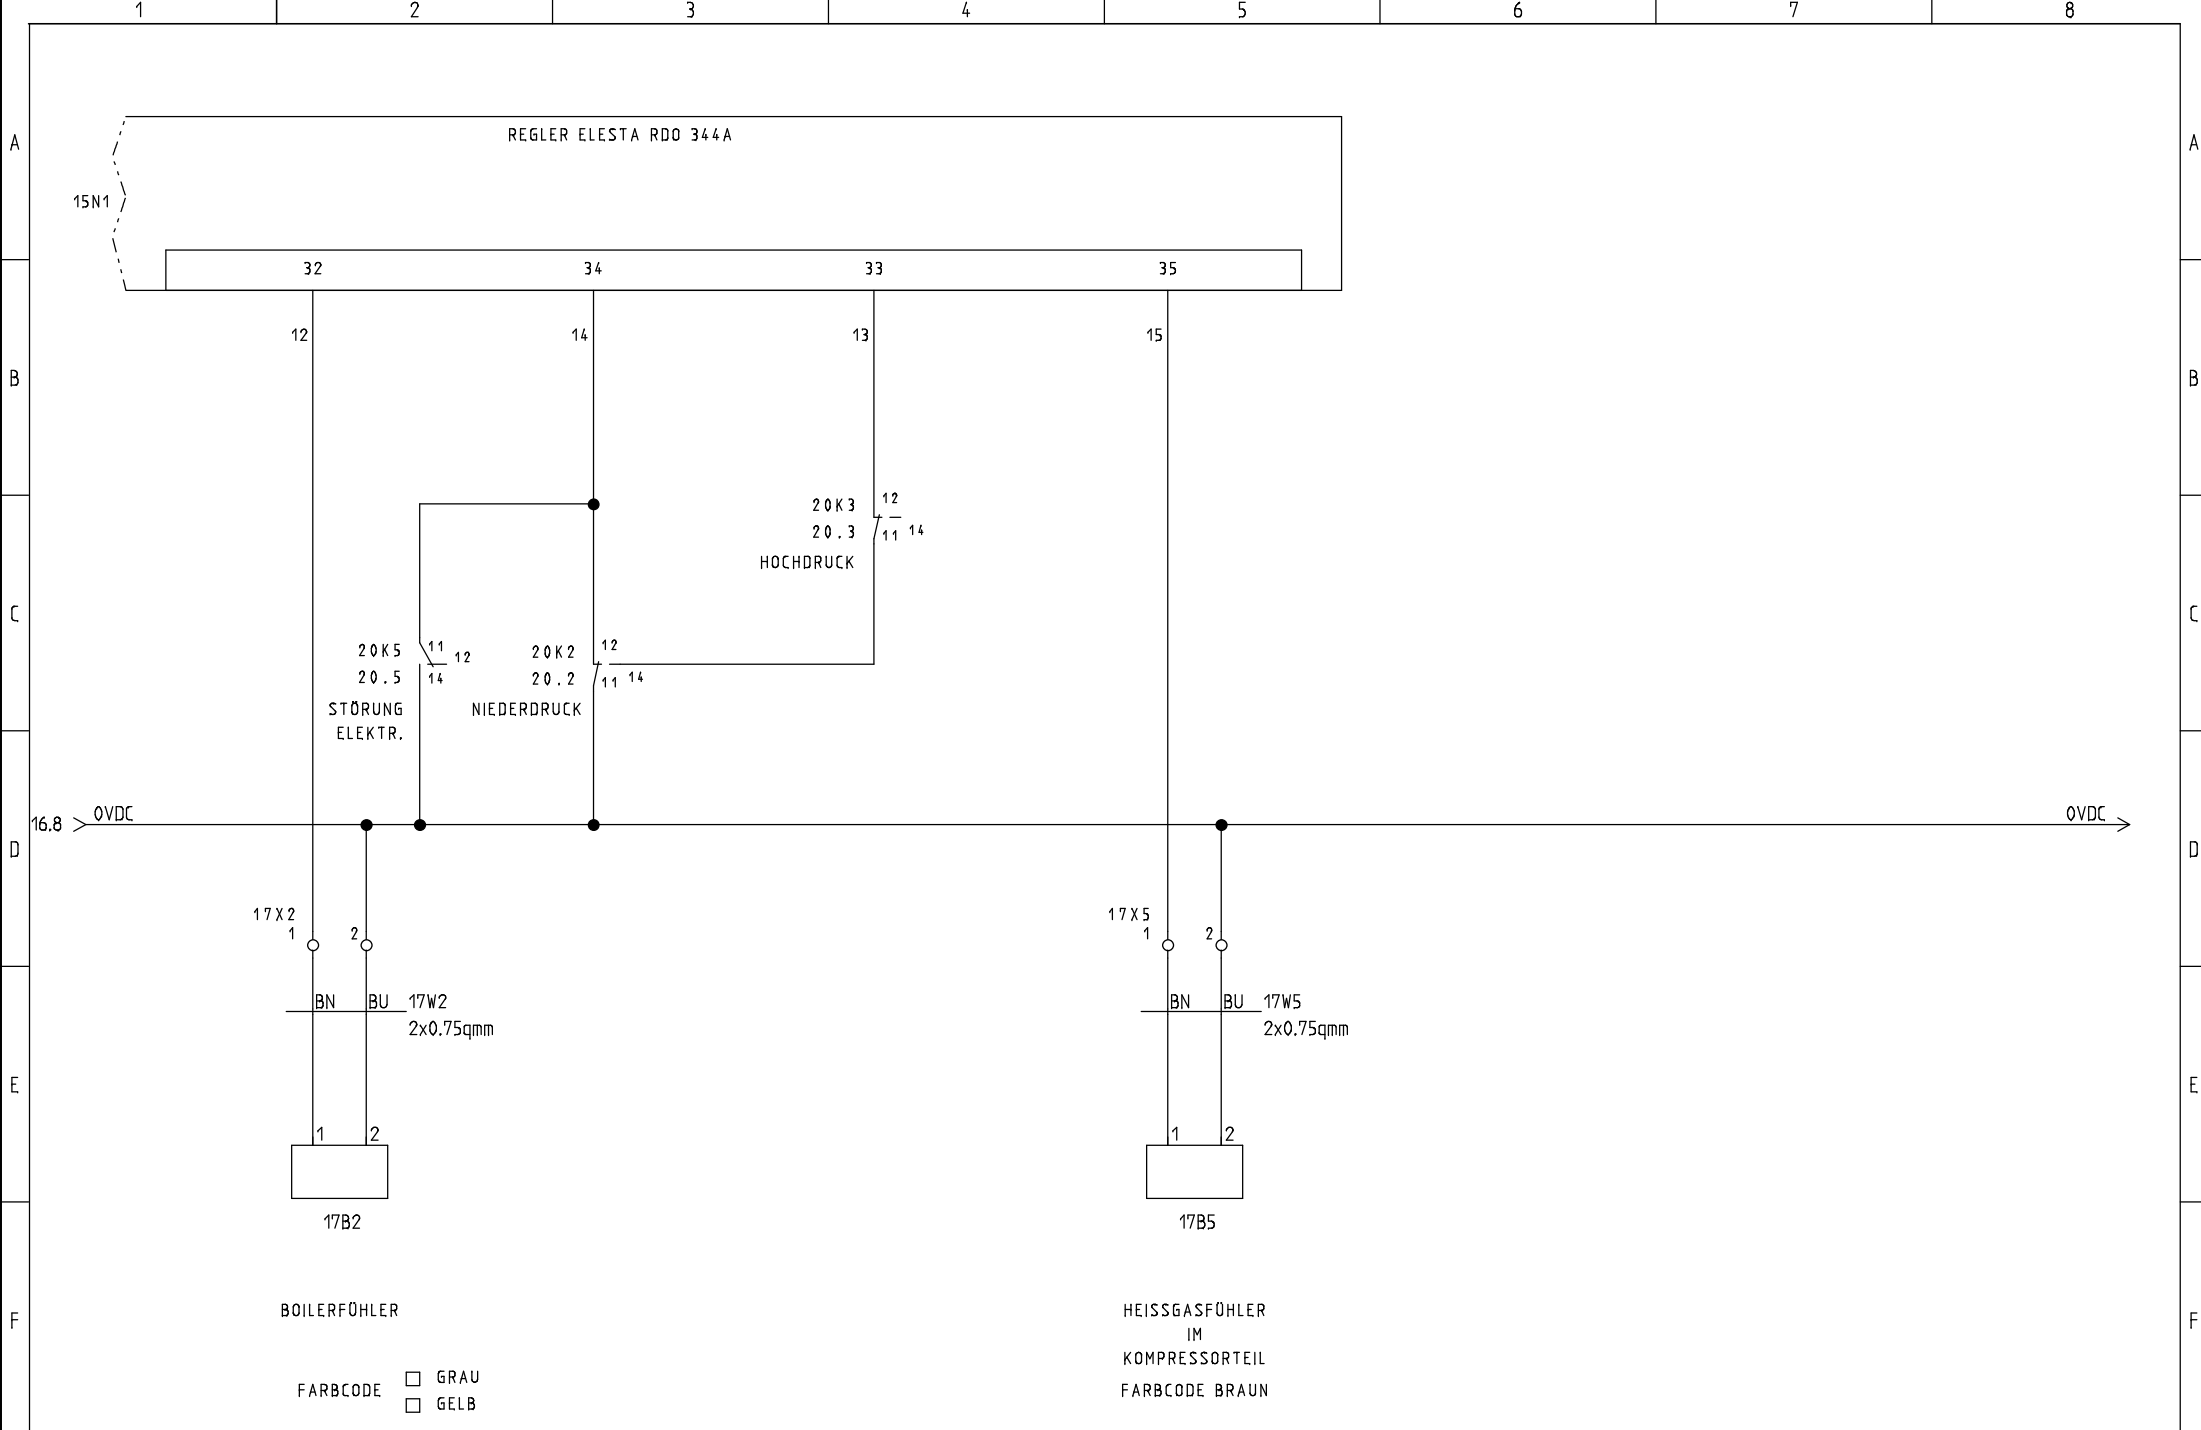 1 2 3 4 5 6 7 8
A A
REGLER ELESTA RDO 344A
15N1
32 34 33 35
12 14 13 15
B B
20K3 12
20.3 11 14
HOCHDRUCK
C C
20K5 11 12
20.5 14
STÖRUNG
ELEKTR.
20K2 12
20.2 11 14
NIEDERDRUCK
16.8 0VDC 0VDC
D D
17X2 17X5
1 2 1 2
BN BU 17W2 BN BU 17W5
2x0.75qmm 2x0.75qmm
E E
1 2 1 2
17B2 17B5
BOILERFÜHLER
HEISSGASFÜHLER
IM
KOMPRESSORTEIL
F F
FARBCODE
GRAU
GELB
FARBCODE BRAUN